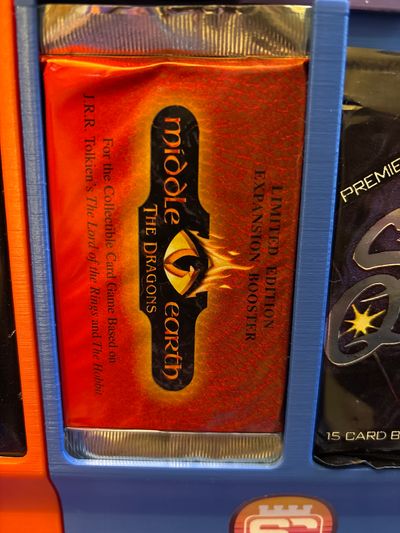 LIMITED EDITION
EXPANSION BOOSTER
middle earth
THE DRAGONS
For the Collectible Card Game Based on
J.R.R. Tolkien's The Lord of the Rings and The Hobbit
PREMIE
15 CARD B